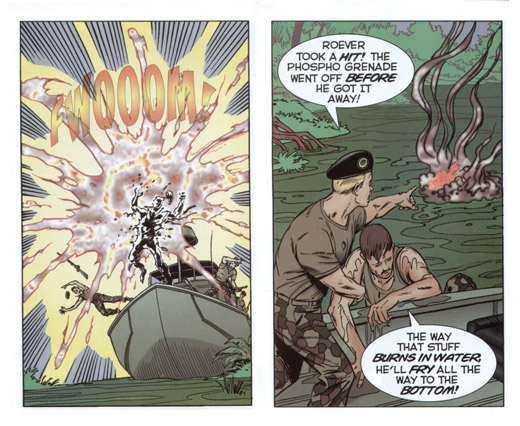 FWOOOM!
ROEVER
TOOK A HIT! THE
PHOSPHO GRENADE
WENT OFF BEFORE
HE GOT IT
AWAY!
THE WAY
THAT STUFF
BURNS IN WATER,
HE'LL FRY ALL THE
WAY TO THE
BOTTOM!